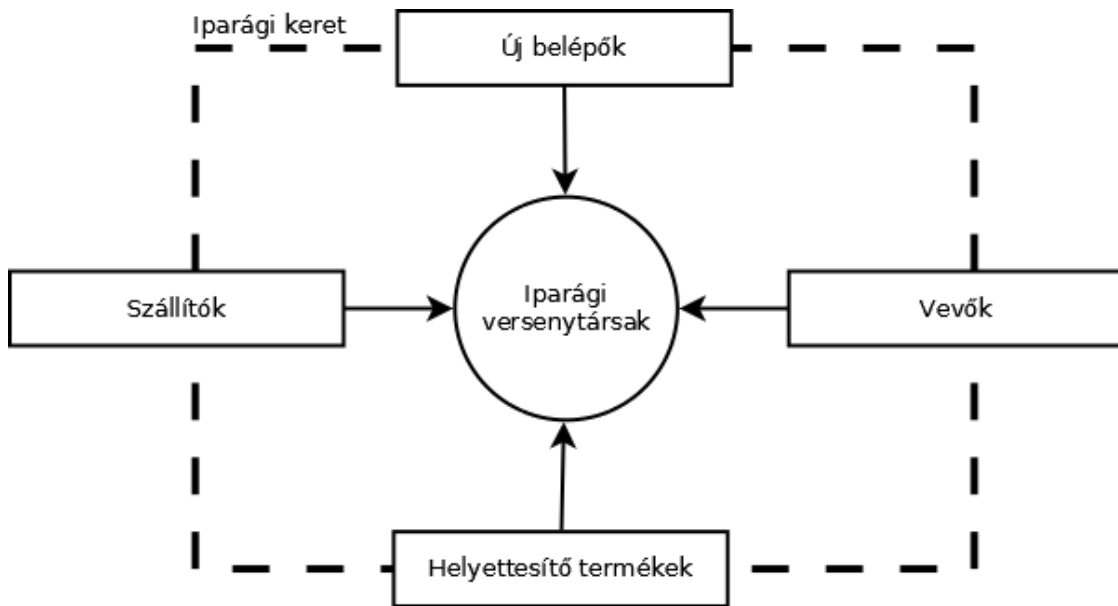 Iparági keret
Új belépők
Szállítók
Iparági
versenytársak
Vevők
Helyettesítő termékek